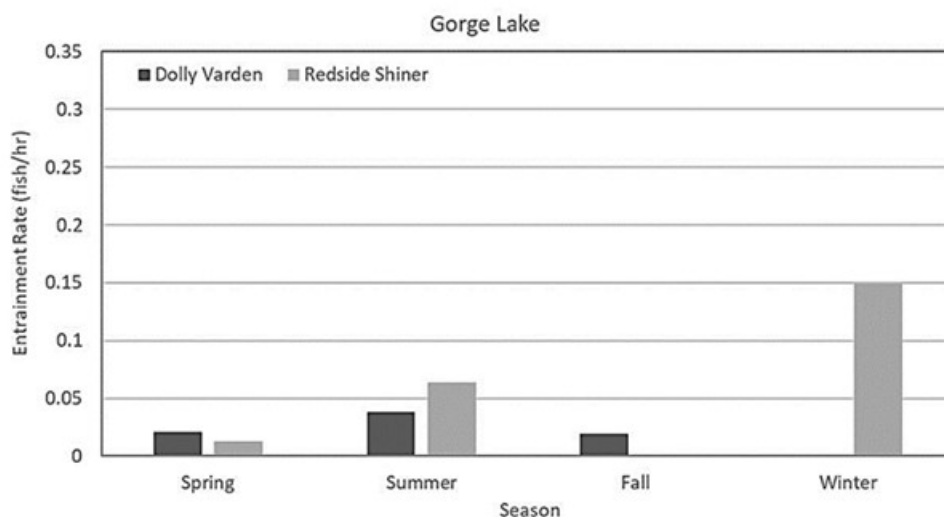 Gorge Lake
Dolly Varden Redside Shiner
Entrainment Rate (fish/hr)
0.35
0.3
0.25
0.2
0.15
0.1
0.05
0
Spring Summer Fall Winter
Season